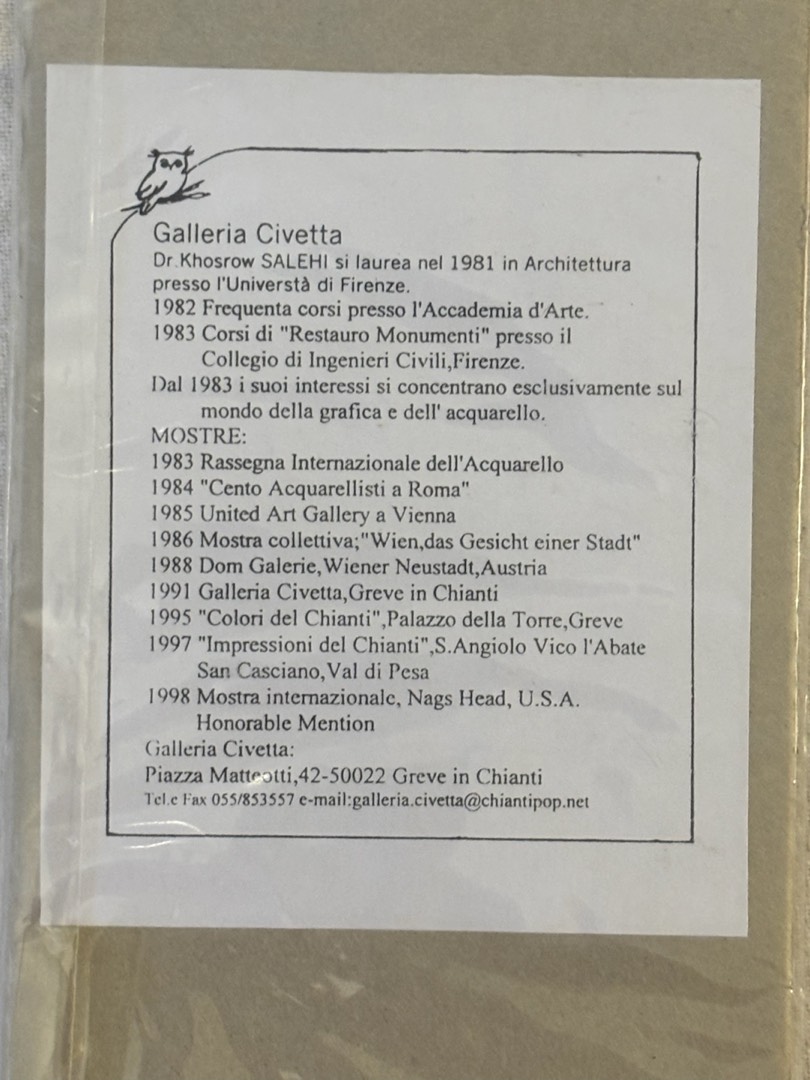 Galleria Civetta
Dr.Khosrow SALEHI si laurea nel 1981 in Architettura
presso l'Universtà di Firenze.
1982 Frequenta corsi presso l'Accademia d'Arte.
1983 Corsi di "Restauro Monumenti" presso il
Collegio di Ingenieri Civili,Firenze.
Dal 1983 i suoi interessi si concentrano esclusivamente sul
mondo della grafica e dell' acquarello.
MOSTRE:
1983 Rassegna Internazionale dell'Acquarello
1984 "Cento Acquarellisti a Roma"
1985 United Art Gallery a Vienna
1986 Mostra collettiva;"Wien,das Gesicht einer Stadt"
1988 Dom Galerie,Wiener Neustadt,Austria
1991 Galleria Civetta,Greve in Chianti
1995 "Colori del Chianti",Palazzo della Torre,Greve
1997 "Impressioni del Chianti",S.Angiolo Vico l'Abate
San Casciano,Val di Pesa
1998 Mostra internazionale, Nags Head, U.S.A.
Honorable Mention
Galleria Civetta:
Piazza Matteotti,42-50022 Greve in Chianti
Tel.e Fax 055/853557 e-mail:galleria.civetta@chiantipop.net